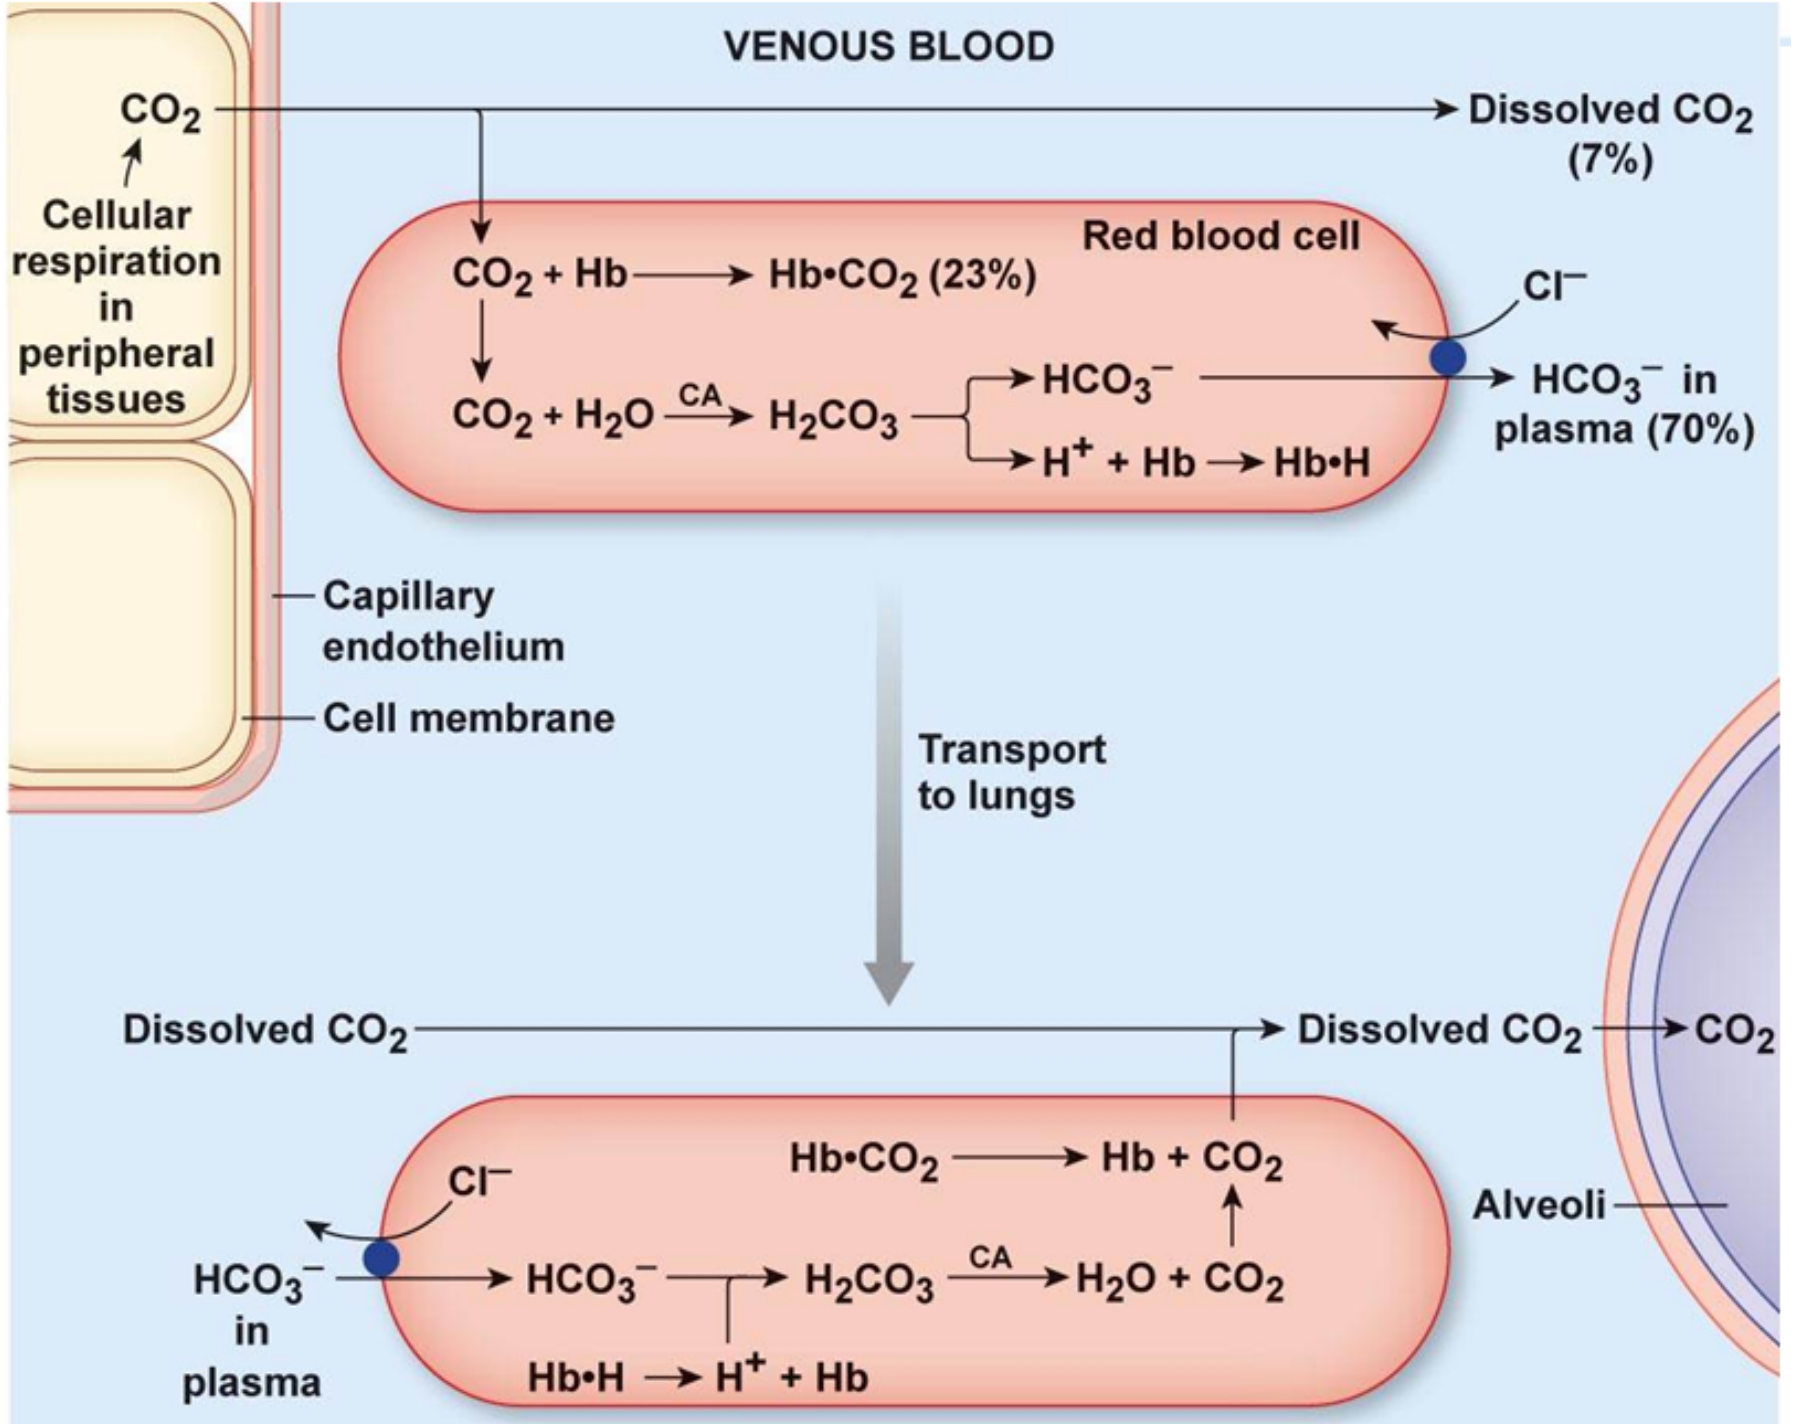 VENOUS BLOOD
CO₂
Dissolved CO₂
(7%)
Cellular
respiration
in
peripheral
tissues
Red blood cell
CO₂ + Hb → Hb•CO₂ (23%)
Cl⁻
CO₂ + H₂O CA → H₂CO₃
HCO₃⁻
HCO₃⁻ in
plasma (70%)
H⁺ + Hb → Hb•H
Capillary
endothelium
Cell membrane
Transport
to lungs
Dissolved CO₂
Dissolved CO₂
CO₂
Hb•CO₂ → Hb + CO₂
Cl⁻
Alveoli
HCO₃⁻
in
plasma
HCO₃⁻ → H₂CO₃ CA → H₂O + CO₂
Hb•H → H⁺ + Hb